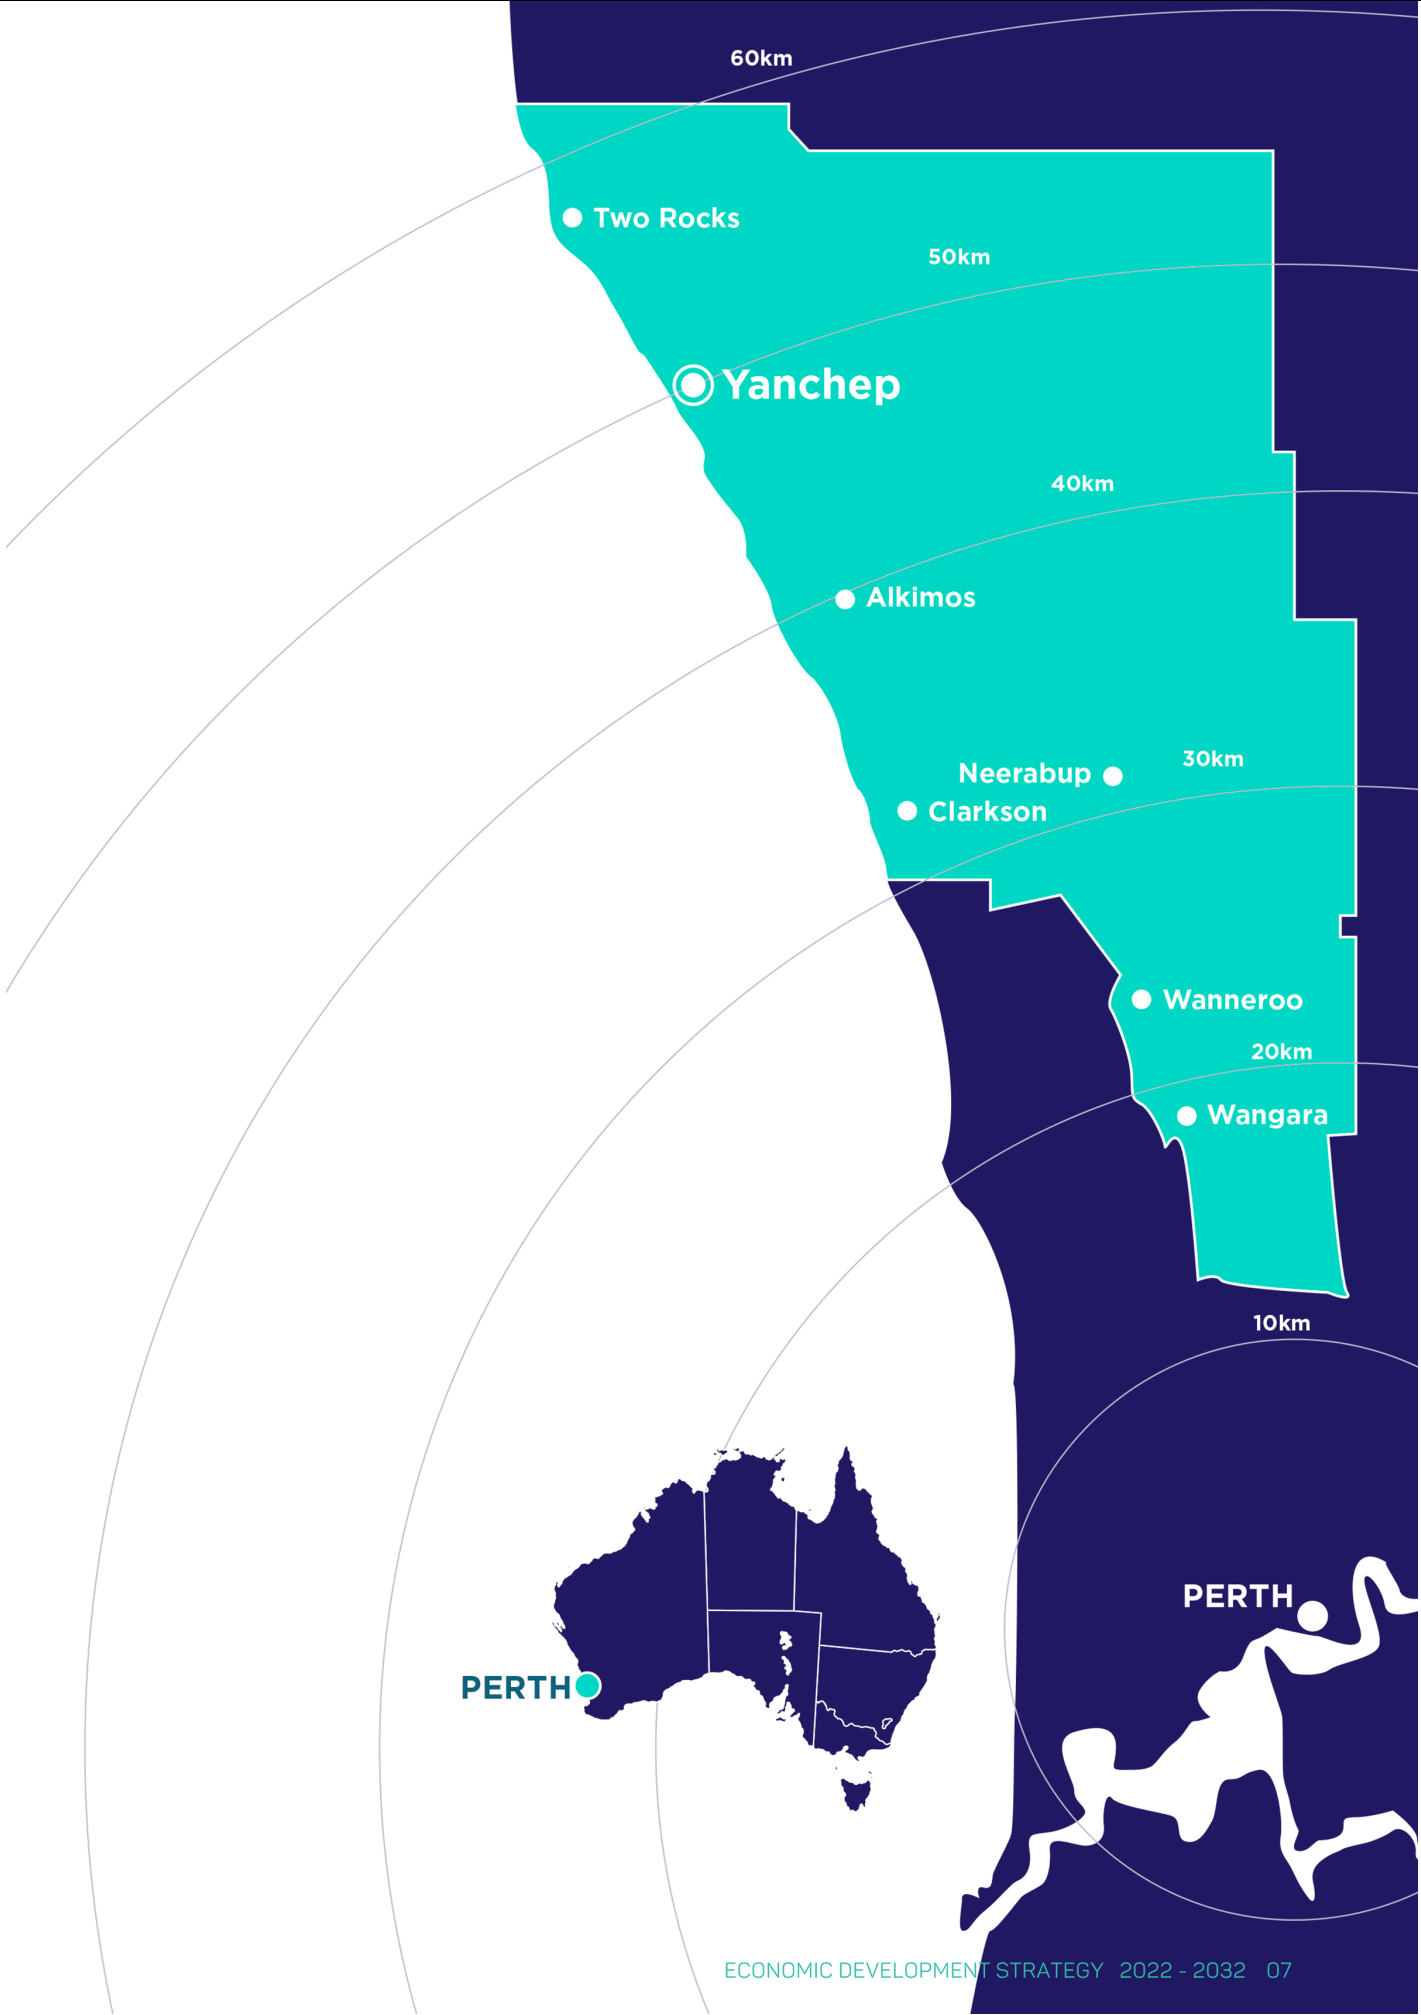 60km
Two Rocks
50km
Yanchep
40km
Alkimos
30km
Neerabup
Clarkson
Wanneroo
20km
Wangara
10km
PERTH
PERTH
ECONOMIC DEVELOPMENT STRATEGY 2022 - 2032 07